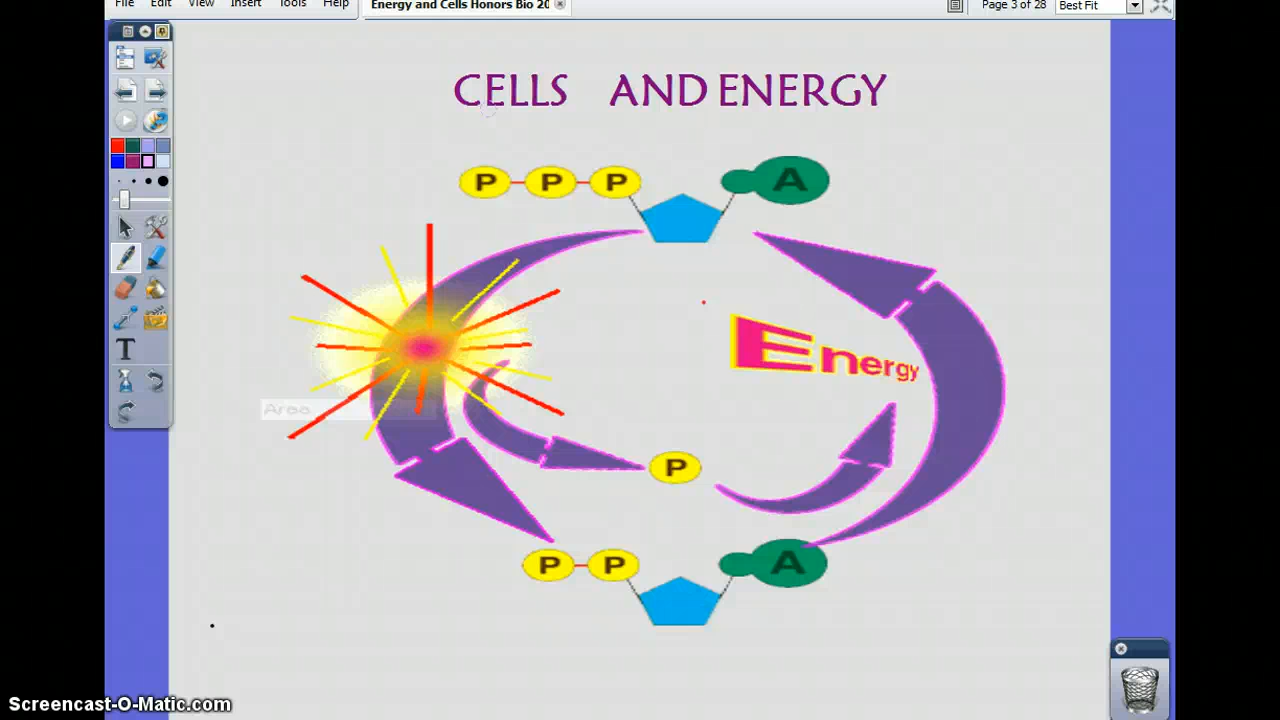 File Edit View Insert Tools Help Energy and Cells Honors Bio 20 Page 3 of 28 Best Fit
CELLS AND ENERGY
P P P A
Energy
Area
P
P P A
T
Screencast-O-Matic.com